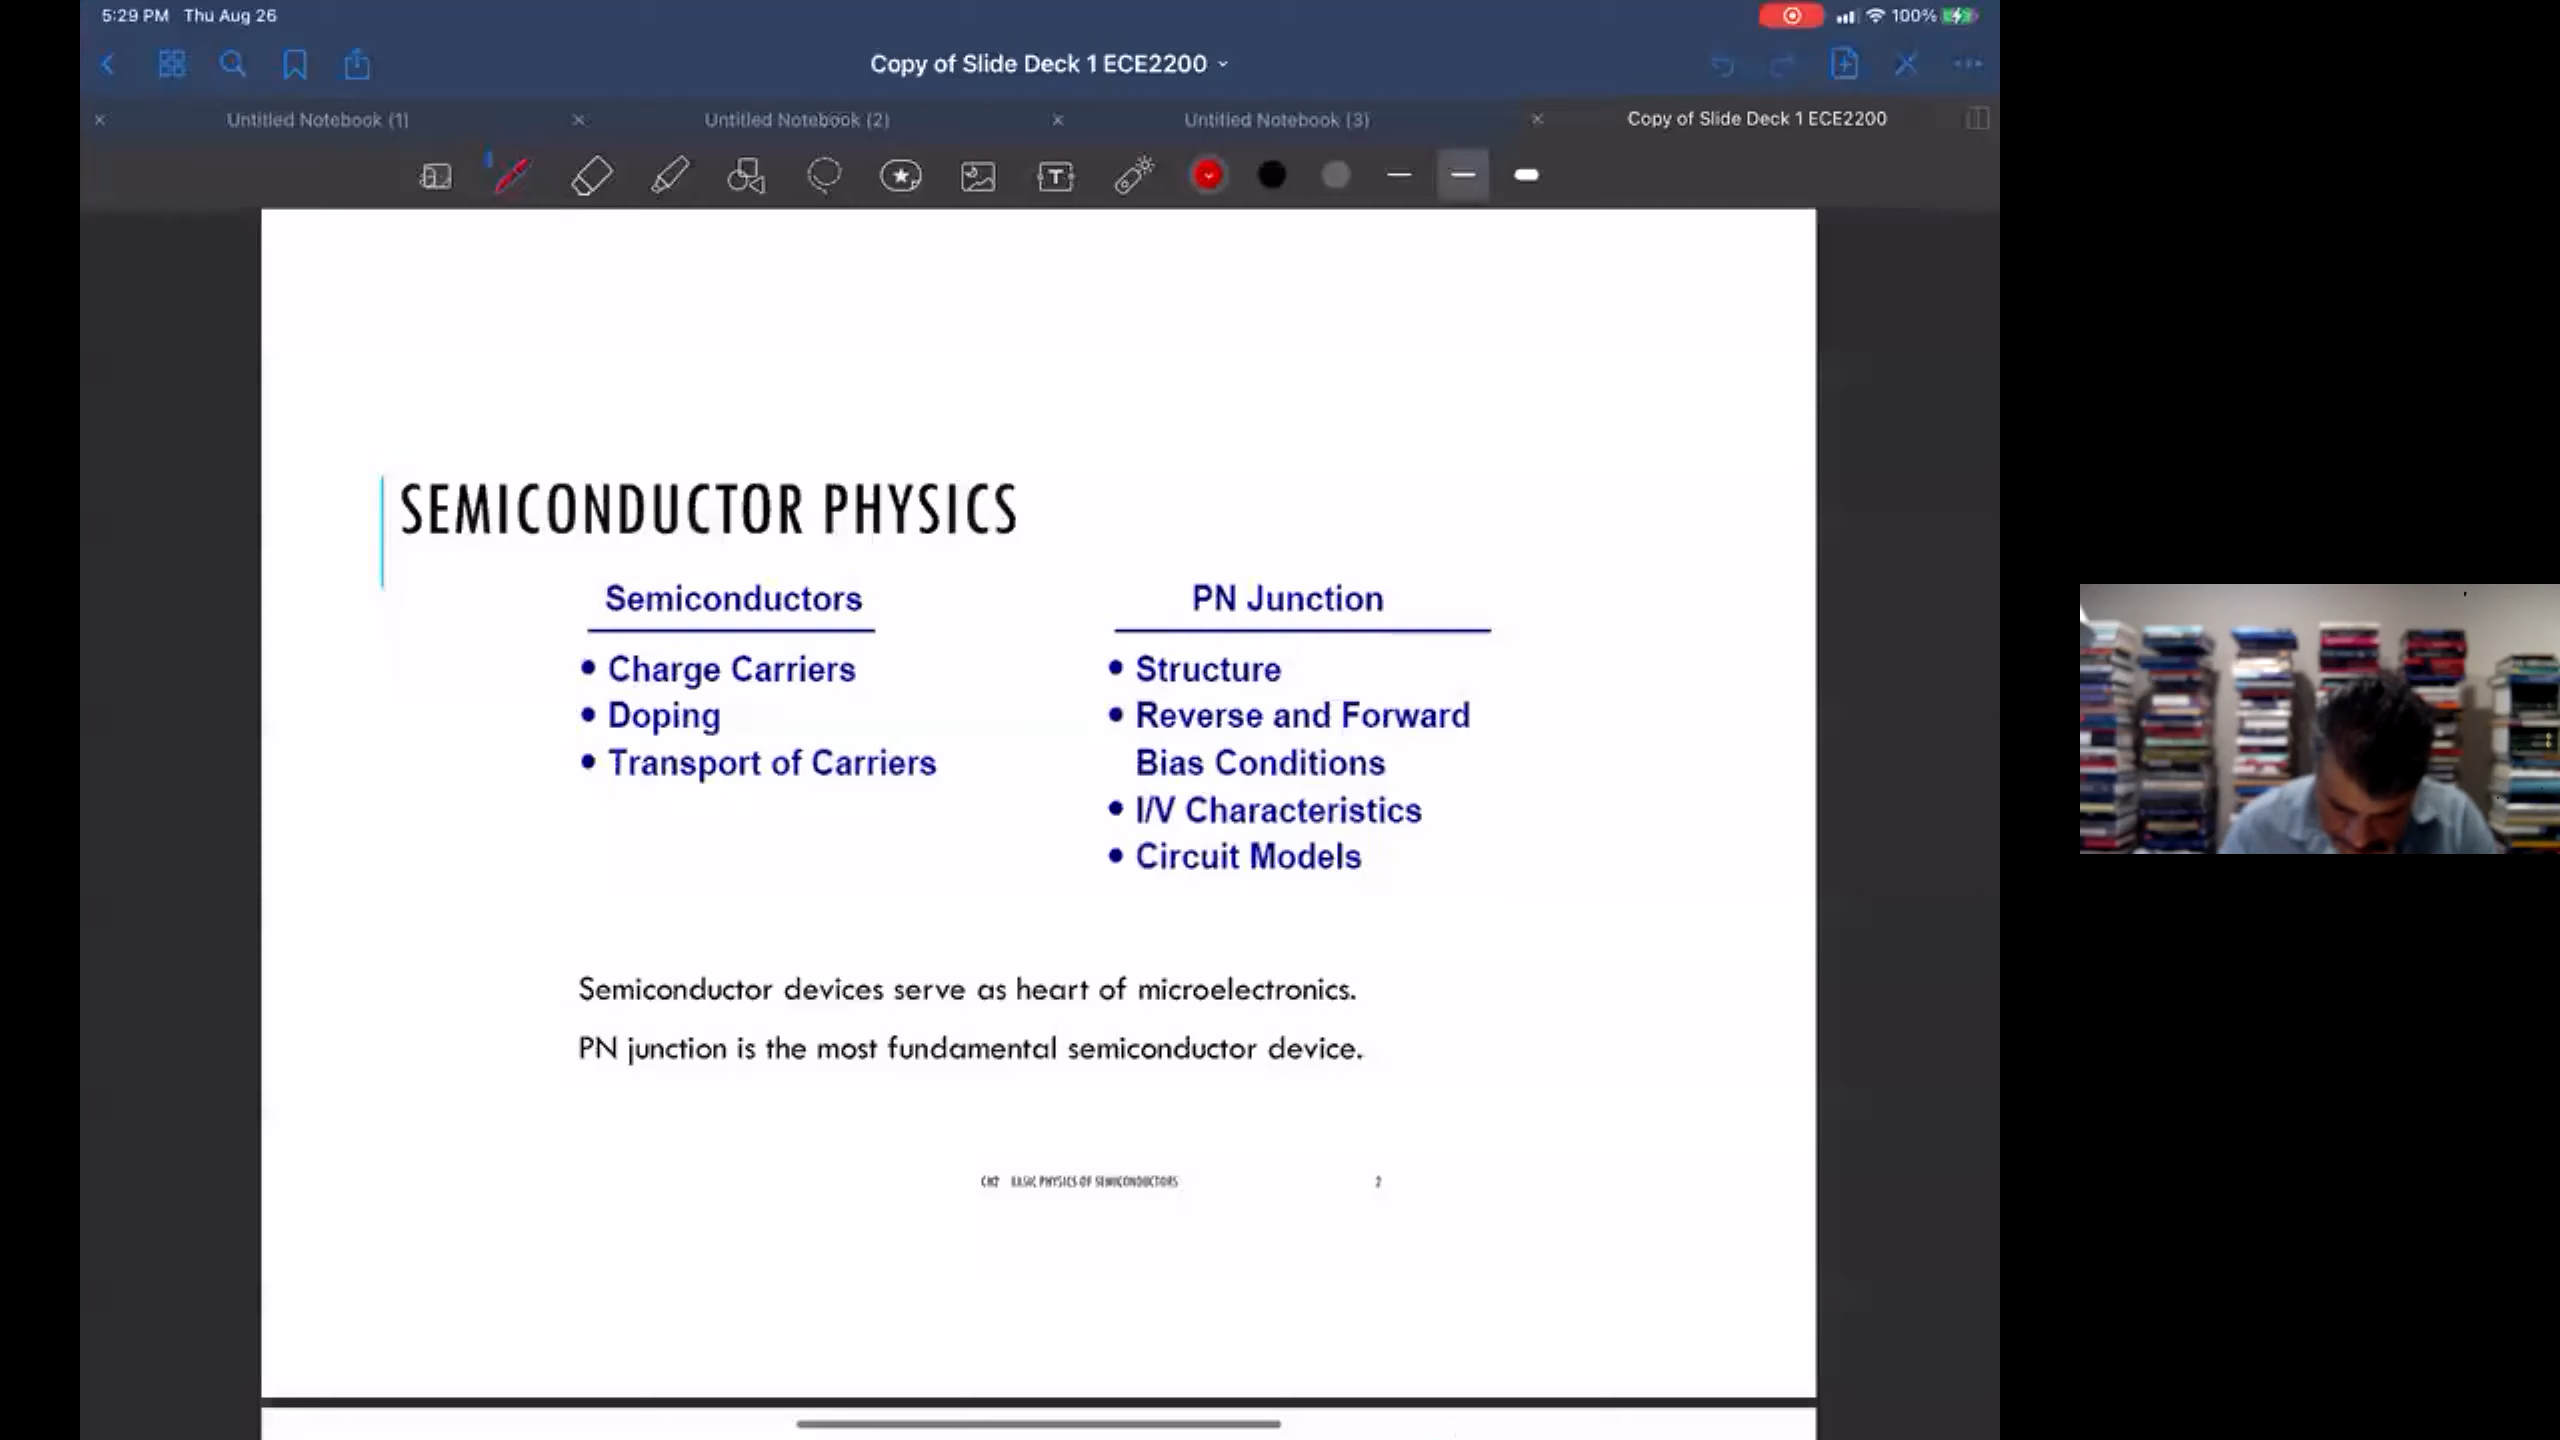 5:29 PM Thu Aug 26
100%
Copy of Slide Deck 1 ECE2200
Untitled Notebook (1)
Untitled Notebook (2)
Untitled Notebook (3)
Copy of Slide Deck 1 ECE2200
SEMICONDUCTOR PHYSICS
Semiconductors
• Charge Carriers
• Doping
• Transport of Carriers
PN Junction
• Structure
• Reverse and Forward
Bias Conditions
• I/V Characteristics
• Circuit Models
Semiconductor devices serve as heart of microelectronics.
PN junction is the most fundamental semiconductor device.
CH2 BASIC PHYSICS OF SEMICONDUCTORS
2